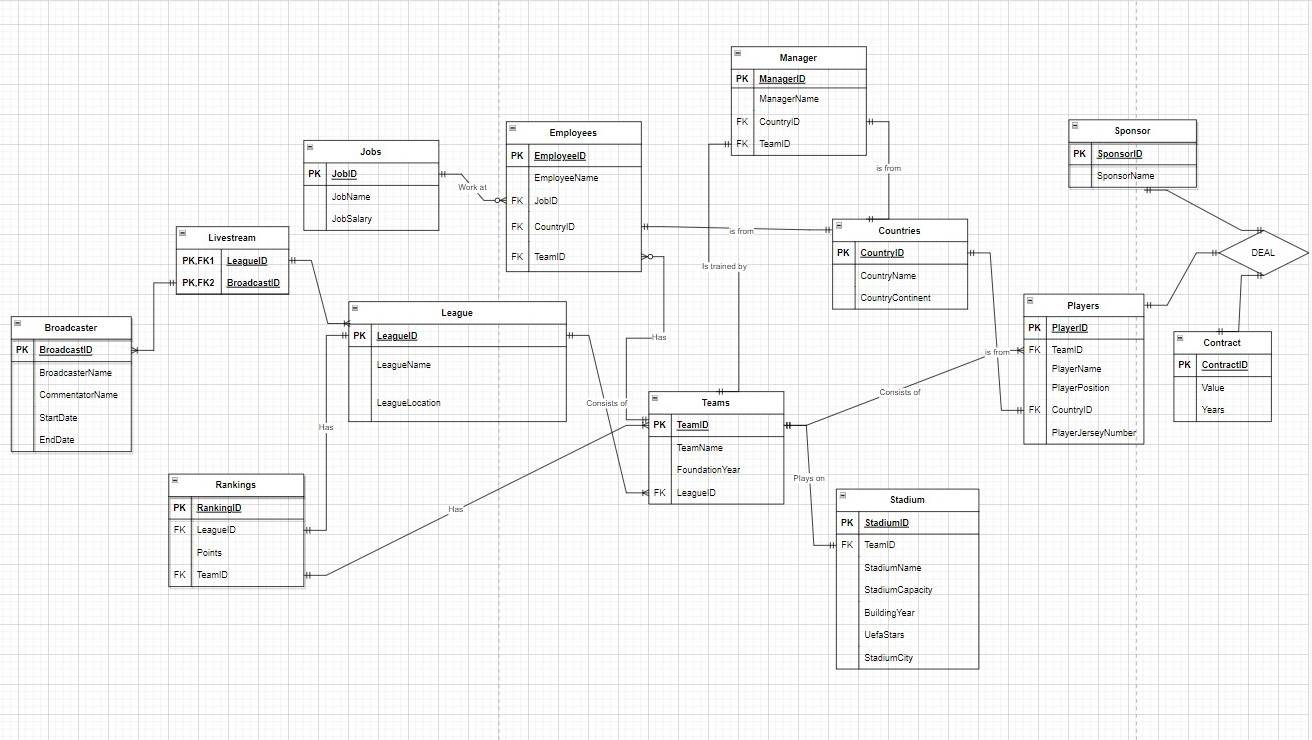 Manager
PK ManagerID
ManagerName
FK CountryID
FK TeamID
Sponsor
PK SponsorID
SponsorName
Employees
PK EmployeeID
EmployeeName
FK JobID
FK CountryID
FK TeamID
Jobs
PK JobID
JobName
JobSalary
Work at
is from
is from
Is trained by
Livestream
PK,FK1 LeagueID
PK,FK2 BroadcastID
Countries
PK CountryID
CountryName
CountryContinent
DEAL
Broadcaster
PK BroadcastID
BroadcasterName
CommentatorName
StartDate
EndDate
League
PK LeagueID
LeagueName
LeagueLocation
Has
Players
PK PlayerID
FK TeamID
PlayerName
PlayerPosition
FK CountryID
PlayerJerseyNumber
is from
Contract
PK ContractID
Value
Years
Consists of
Consists of
Teams
PK TeamID
TeamName
FoundationYear
FK LeagueID
Has
Has
Plays on
Rankings
PK RankingID
FK LeagueID
Points
FK TeamID
Stadium
PK StadiumID
FK TeamID
StadiumName
StadiumCapacity
BuildingYear
UefaStars
StadiumCity